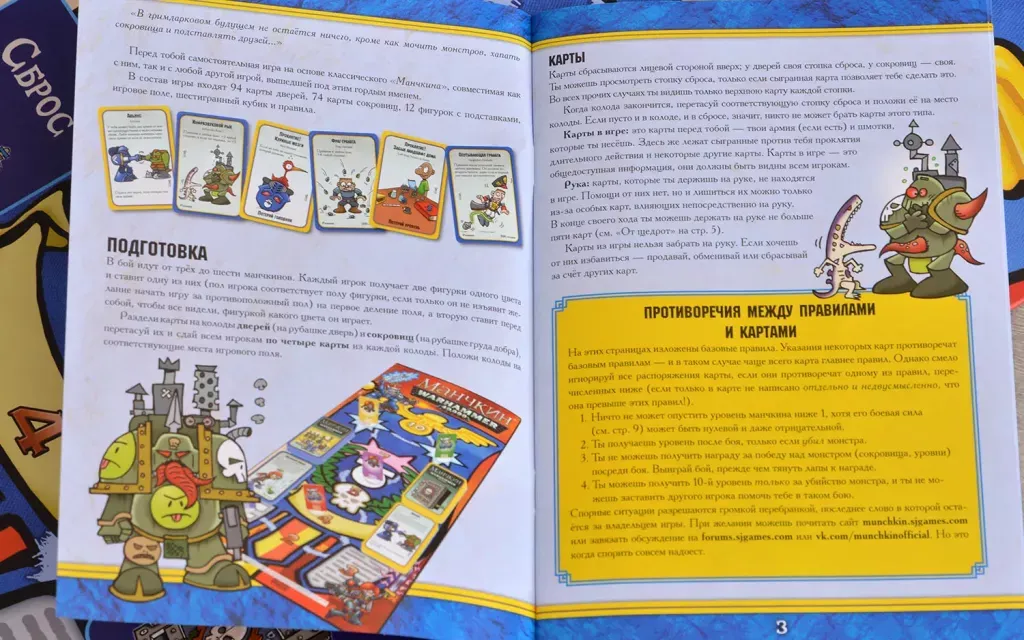 «В гримдарковом будущем не остаётся ничего, кроме как мочить монстров, хапать
сокровища и подставлять друзей...»
Перед тобой самостоятельная игра на основе классического «Манчкина», совместимая как
с ним, так и с любой другой игрой, вышедшей под этим гордым именем.
В состав игры входят 94 карты дверей, 74 карты сокровищ, 12 фигурок с подставками,
игровое поле, шестигранный кубик и правила.
ПОДГОТОВКА
В бой идут от трёх до шести манчкинов. Каждый игрок получает две фигурки одного цвета
и ставит одну из них (пол игрока соответствует полу фигурки, если только он не изъявит же-
лание начать игру за противоположный пол) на первое деление поля, а вторую ставит перед
собой, чтобы все видели, фигуркой какого цвета он играет.
Раздели карты на колоды дверей (на рубашке дверь) и сокровищ (на рубашке груда добра),
перетасуй их и сдай всем игрокам по четыре карты из каждой колоды. Положи колоды на
соответствующие места игрового поля.
МАНЧКИН
WARHAMMER
КАРТЫ
Карты сбрасываются лицевой стороной вверх; у дверей своя стопка сброса, у сокровищ — своя.
Ты можешь просмотреть стопку сброса, только если сыгранная карта позволяет тебе сделать это.
Во всех прочих случаях ты видишь только верхнюю карту каждой стопки.
Когда колода закончится, перетасуй соответствующую стопку сброса и положи её на место
колоды. Если пусто и в колоде, и в сбросе, значит, никто не может брать карты этого типа.
Карты в игре: это карты перед тобой — твои армия (если есть) и шмотки,
которые ты несёшь. Здесь же лежат сыгранные против тебя проклятия
длительного действия и некоторые другие карты. Карты в игре — это
общедоступная информация, они должны быть видны всем игрокам.
Рука: карты, которые ты держишь на руке, не находятся
в игре. Помощи от них нет, но и лишиться их можно только
из-за особых карт, влияющих непосредственно на руку.
В конце своего хода ты можешь держать на руке не больше
пяти карт (см. «От щедрот» на стр. 5).
Карты из игры нельзя забрать на руку. Если хочешь
от них избавиться — продавай, обменивай или сбрасывай
за счёт других карт.
ПРОТИВОРЕЧИЯ МЕЖДУ ПРАВИЛАМИ
И КАРТАМИ
На этих страницах изложены базовые правила. Указания некоторых карт противоречат
базовым правилам — и в таком случае чаще всего карта главнее правил. Однако смело
игнорируй все распоряжения карты, если они противоречат одному из правил, пере-
численных ниже (если только в карте не написано отдельно и недвусмысленно, что
она превыше этих правил!).
1. Ничто не может опустить уровень манчкина ниже 1, хотя его боевая сила
(см. стр. 9) может быть нулевой и даже отрицательной.
2. Ты получаешь уровень после боя, только если убил монстра.
3. Ты не можешь получить награду за победу над монстром (сокровища, уровни)
посреди боя. Выиграй бой, прежде чем тянуть лапы к награде.
4. Ты можешь получить 10-й уровень только за убийство монстра, и ты не мо-
жешь заставить другого игрока помочь тебе в таком бою.
Спорные ситуации разрешаются громкой перебранкой, последнее слово в которой оста-
ётся за владельцем игры. При желании можешь почитать сайт munchkin.sjgames.com
или завязать обсуждение на forums.sjgames.com или vk.com/munchkinofficial. Но это
когда спорить совсем надоест.
3
СБРОС
4